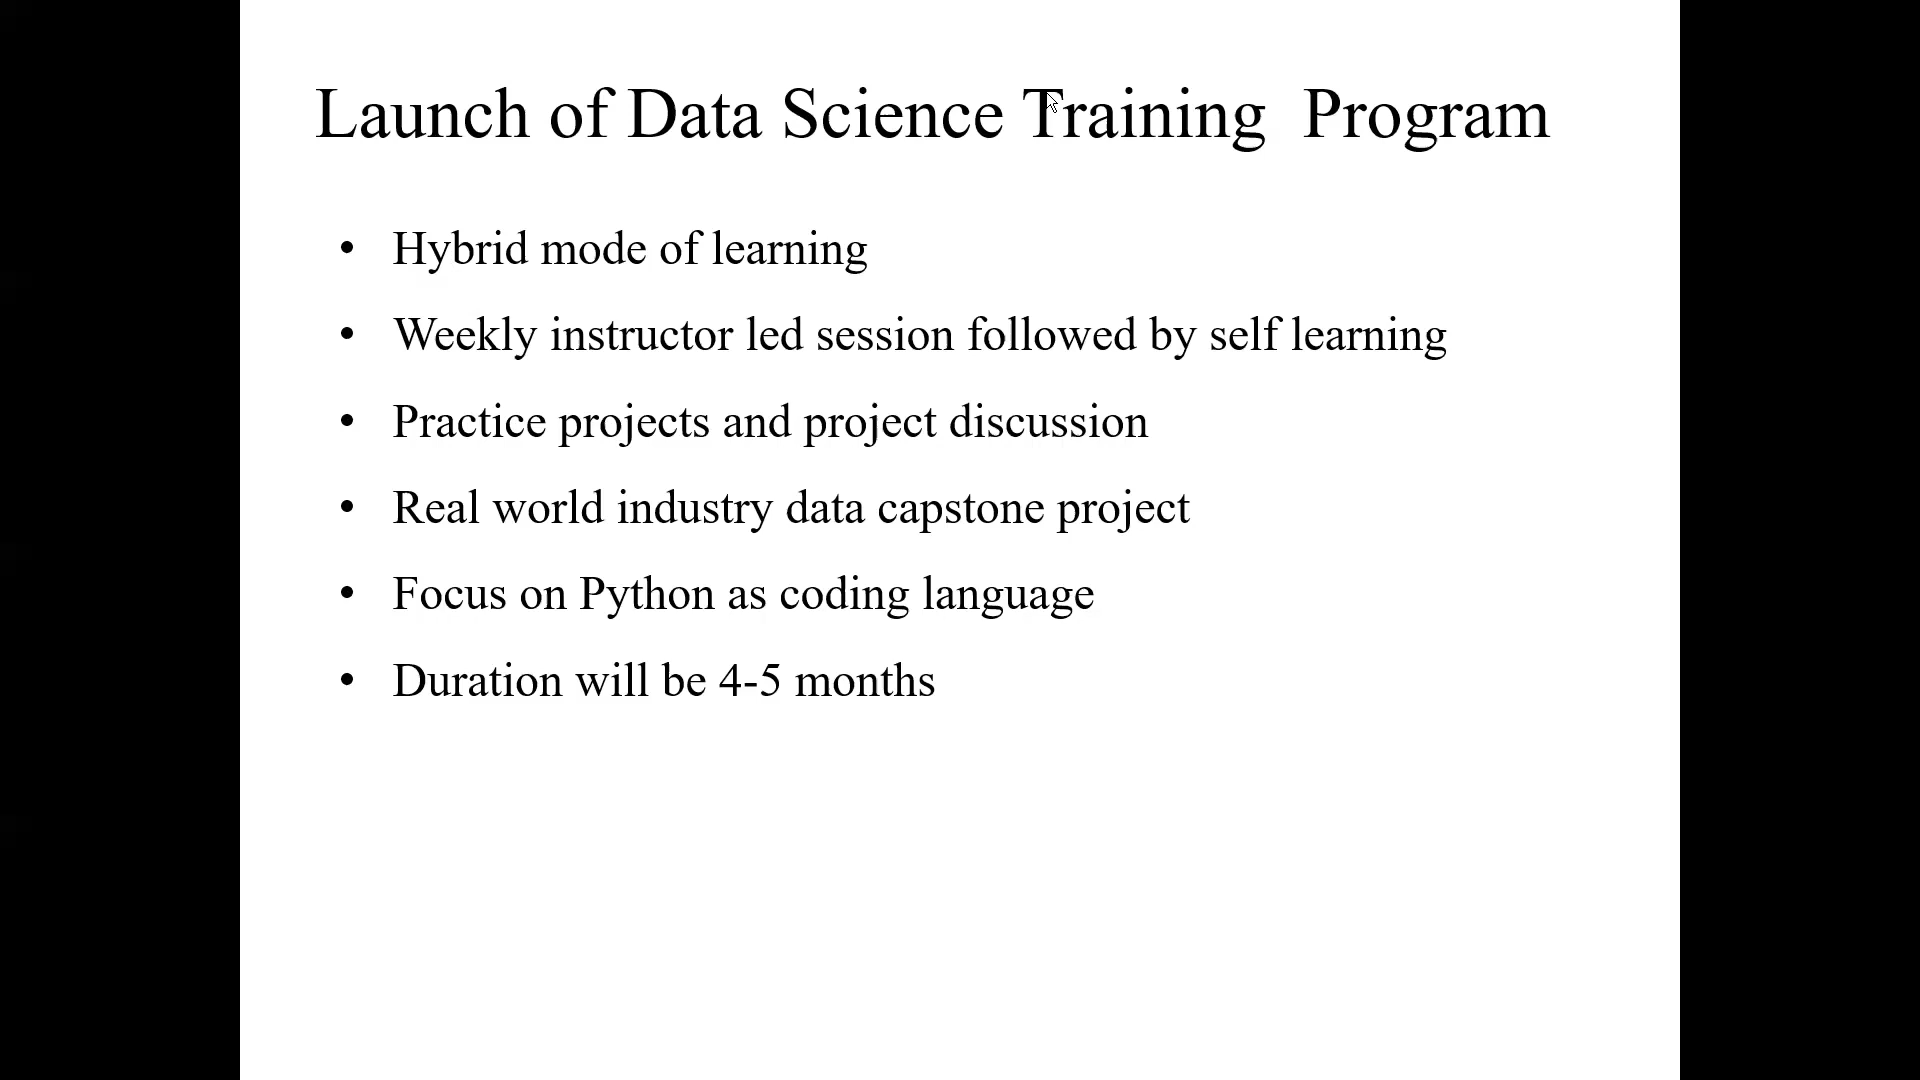 Launch of Data Science Training  Program
• Hybrid mode of learning
• Weekly instructor led session followed by self learning
• Practice projects and project discussion
• Real world industry data capstone project
• Focus on Python as coding language
• Duration will be 4-5 months